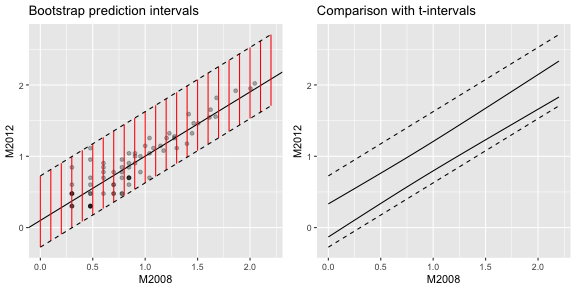 Bootstrap prediction intervals
M2012
2
1
0
0.0 0.5 1.0 1.5 2.0
M2008
Comparison with t-intervals
M2012
2
1
0
0.0 0.5 1.0 1.5 2.0
M2008